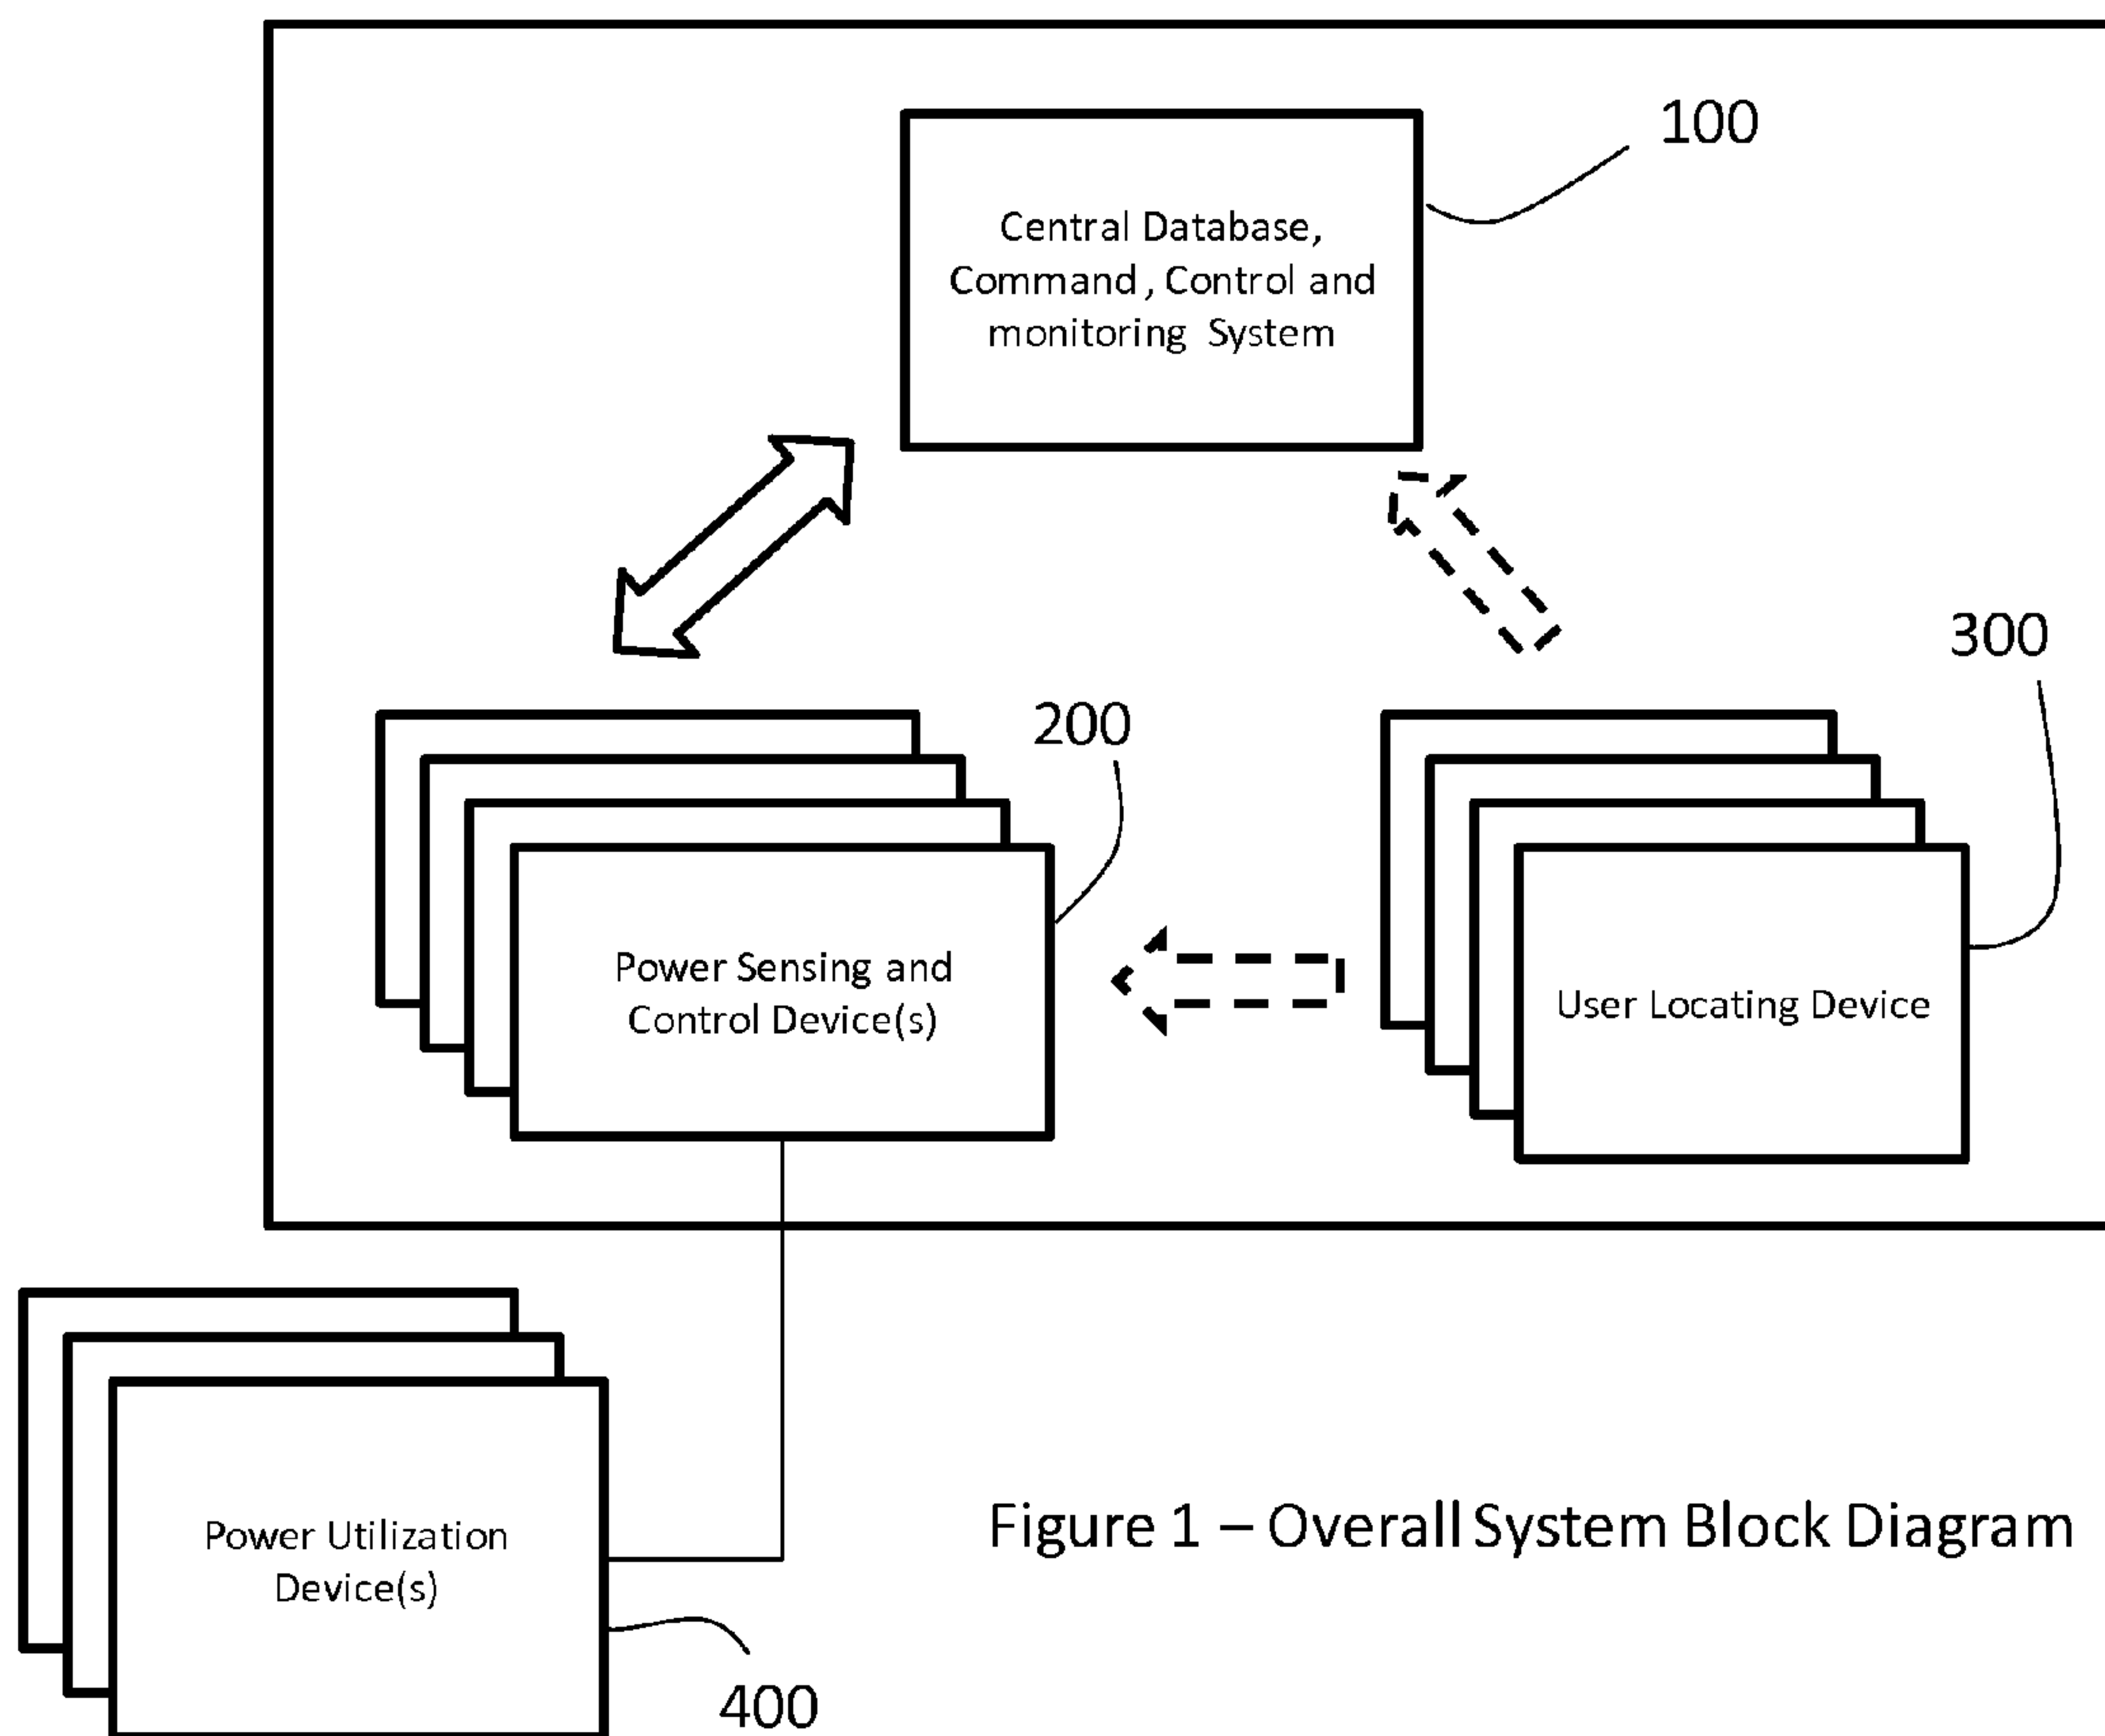 100
Central Database,
Command, Control and
monitoring System
300
200
Power Sensing and
Control Device(s)
User Locating Device
Figure 1 – Overall System Block Diagram
Power Utilization
Device(s)
400